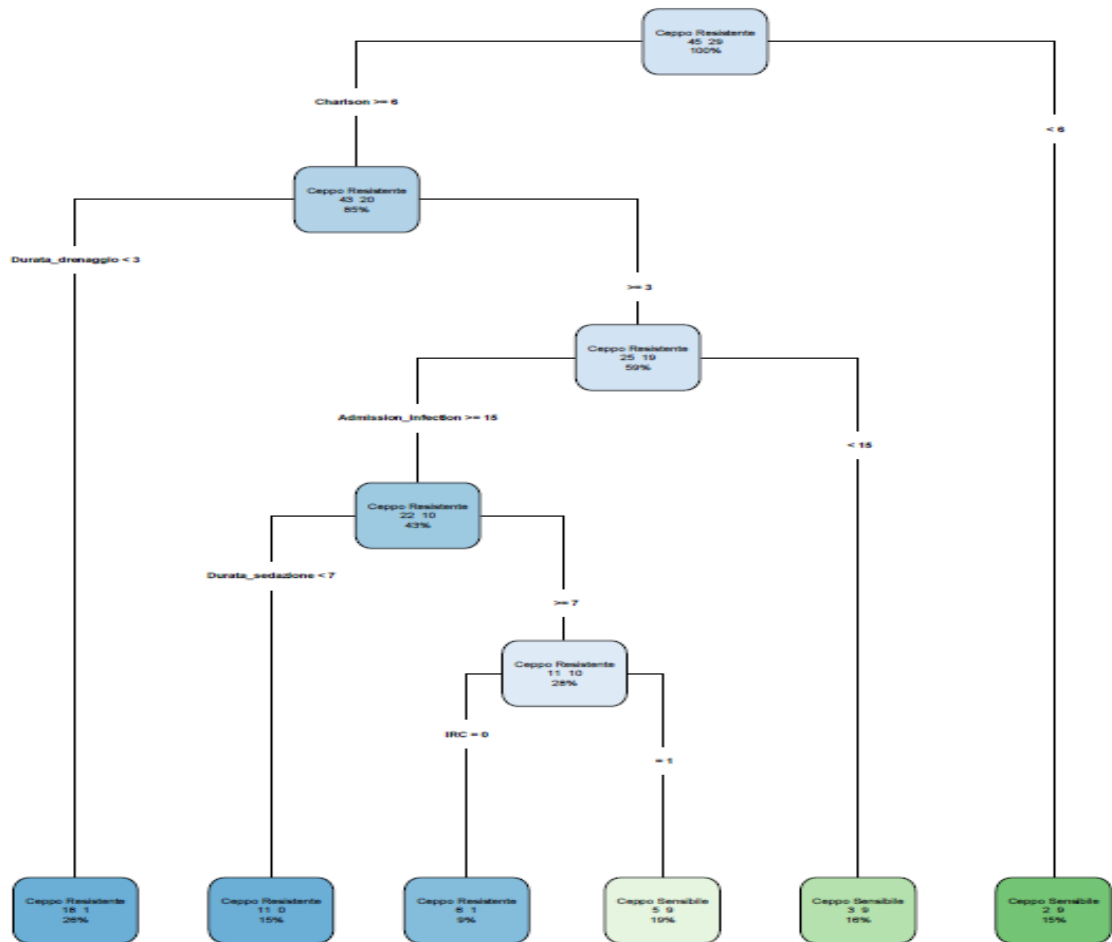 Ceppo Resistente
45 29
100%
Charlson >= 6
< 6
Ceppo Resistente
43 20
85%
Durata_drenaggio < 3
>= 3
Ceppo Resistente
25 19
59%
Admission_infection >= 15
< 15
Ceppo Resistente
22 10
43%
Durata_sedazione < 7
>= 7
Ceppo Resistente
11 10
28%
IRC = 0
= 1
Ceppo Resistente
18 1
26%
Ceppo Resistente
11 0
15%
Ceppo Resistente
6 1
9%
Ceppo Sensibile
5 9
19%
Ceppo Sensibile
3 9
16%
Ceppo Sensibile
2 9
15%